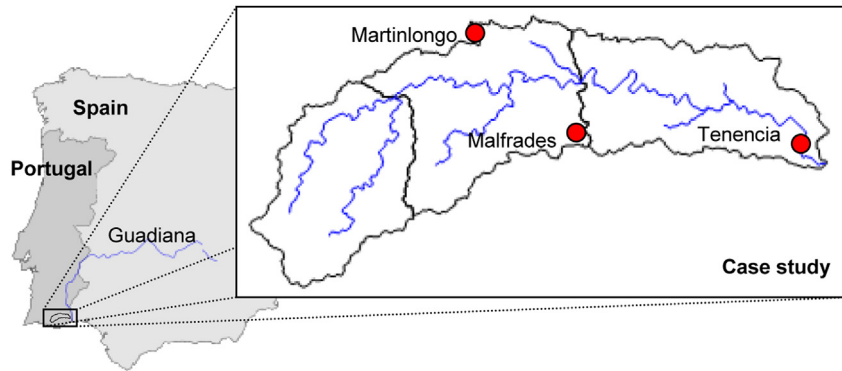 Martinlongo
Spain
Malfrades
Tenencia
Portugal
Guadiana
Case study